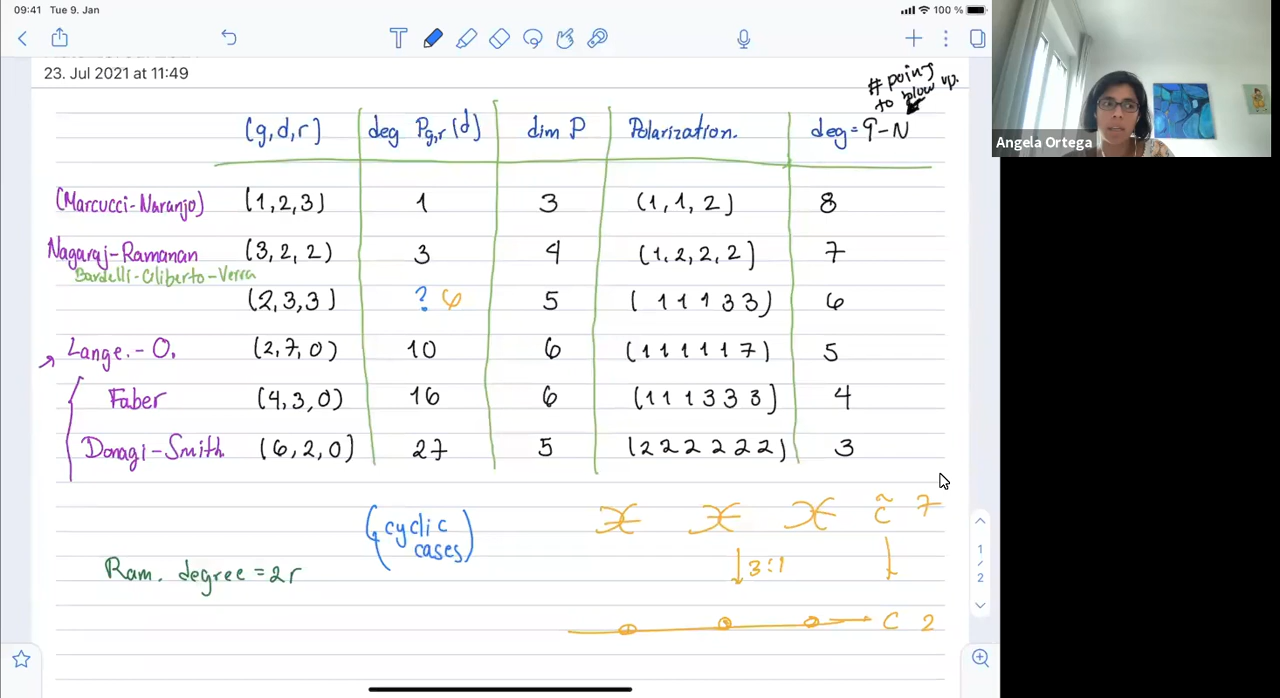 09:41 Tue 9. Jan
100 %
23. Jul 2021 at 11:49
# poins
to blow up.
(g,d,r) deg Pg,r(d) dim P Polarization. deg = 9-N
(Marcucci-Naranjo) (1,2,3) 1 3 (1,1,2) 8
Nagaraj-Ramanan (3,2,2) 3 4 (1,2,2,2) 7
Bardelli-Ciliberto-Verra
(2,3,3) ? 6 5 (1 1 1 3 3) 6
Lange.-O. (2,7,0) 10 6 (1 1 1 1 1 7) 5
Faber (4,3,0) 16 6 (1 1 1 3 3 3) 4
Donagi-Smith (6,2,0) 27 5 (2 2 2 2 2 2) 3
(cyclic
cases)
C̃ 7
3:1
Ram. degree = 2r
C 2
1
/
2
Angela Ortega